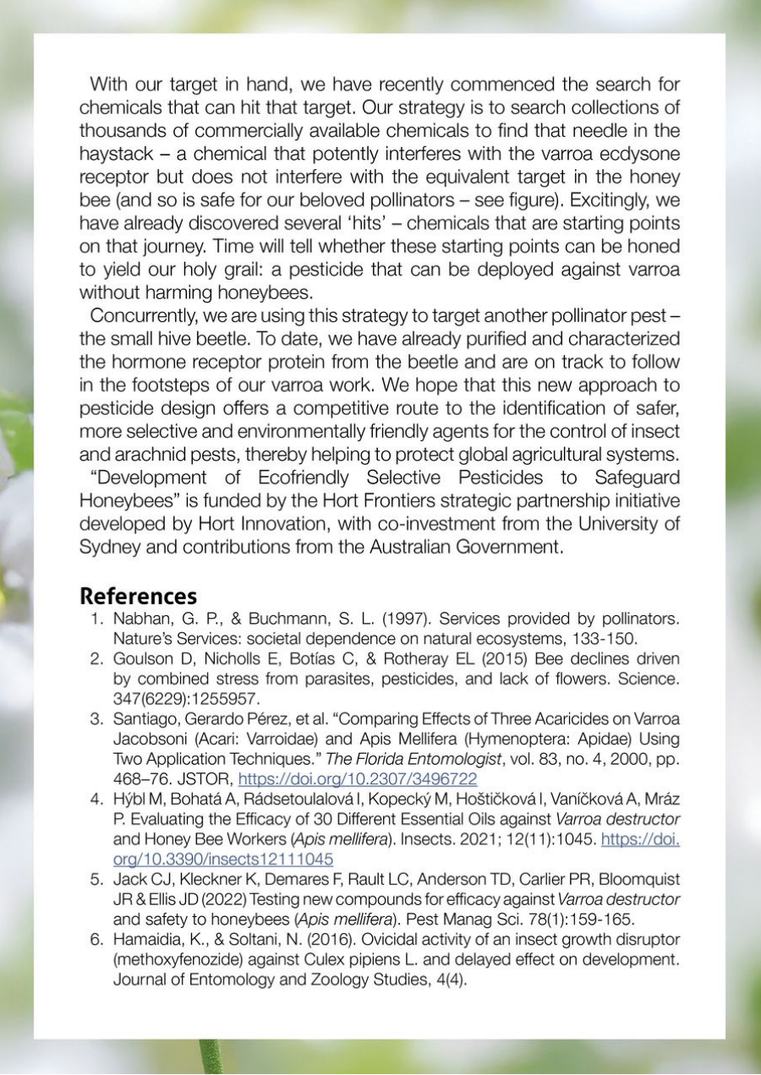 With our target in hand, we have recently commenced the search for
chemicals that can hit that target. Our strategy is to search collections of
thousands of commercially available chemicals to find that needle in the
haystack – a chemical that potently interferes with the varroa ecdysone
receptor but does not interfere with the equivalent target in the honey
bee (and so is safe for our beloved pollinators – see figure). Excitingly, we
have already discovered several ‘hits’ – chemicals that are starting points
on that journey. Time will tell whether these starting points can be honed
to yield our holy grail: a pesticide that can be deployed against varroa
without harming honeybees.
Concurrently, we are using this strategy to target another pollinator pest –
the small hive beetle. To date, we have already purified and characterized
the hormone receptor protein from the beetle and are on track to follow
in the footsteps of our varroa work. We hope that this new approach to
pesticide design offers a competitive route to the identification of safer,
more selective and environmentally friendly agents for the control of insect
and arachnid pests, thereby helping to protect global agricultural systems.
“Development of Ecofriendly Selective Pesticides to Safeguard
Honeybees” is funded by the Hort Frontiers strategic partnership initiative
developed by Hort Innovation, with co-investment from the University of
Sydney and contributions from the Australian Government.
References
1. Nabhan, G. P., & Buchmann, S. L. (1997). Services provided by pollinators.
Nature’s Services: societal dependence on natural ecosystems, 133-150.
2. Goulson D, Nicholls E, Botías C, & Rotheray EL (2015) Bee declines driven
by combined stress from parasites, pesticides, and lack of flowers. Science.
347(6229):1255957.
3. Santiago, Gerardo Pérez, et al. “Comparing Effects of Three Acaricides on Varroa
Jacobsoni (Acari: Varroidae) and Apis Mellifera (Hymenoptera: Apidae) Using
Two Application Techniques.” The Florida Entomologist, vol. 83, no. 4, 2000, pp.
468–76. JSTOR, https://doi.org/10.2307/3496722
4. Hýbl M, Bohatá A, Rádsetoulalová I, Kopecký M, Hoštičková I, Vaníčková A, Mráz
P. Evaluating the Efficacy of 30 Different Essential Oils against Varroa destructor
and Honey Bee Workers (Apis mellifera). Insects. 2021; 12(11):1045. https://doi.
org/10.3390/insects12111045
5. Jack CJ, Kleckner K, Demares F, Rault LC, Anderson TD, Carlier PR, Bloomquist
JR & Ellis JD (2022) Testing new compounds for efficacy against Varroa destructor
and safety to honeybees (Apis mellifera). Pest Manag Sci. 78(1):159-165.
6. Hamaidia, K., & Soltani, N. (2016). Ovicidal activity of an insect growth disruptor
(methoxyfenozide) against Culex pipiens L. and delayed effect on development.
Journal of Entomology and Zoology Studies, 4(4).